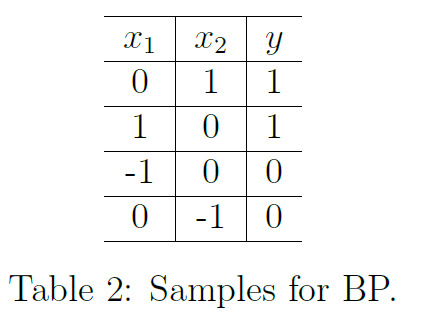 x₁ x₂ y
0 1 1
1 0 1
-1 0 0
0 -1 0
Table 2: Samples for BP.